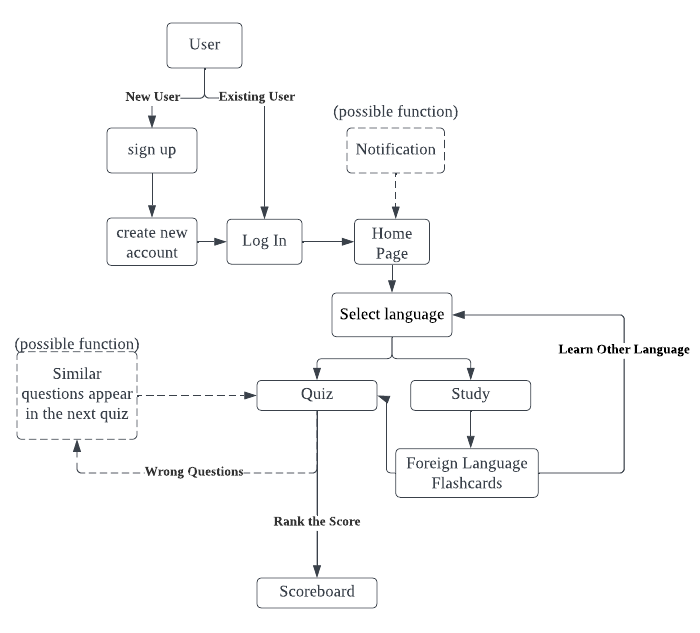 User
New User
Existing User
(possible function)
sign up
Notification
create new
account
Log In
Home
Page
Select language
(possible function)
Learn Other Language
Similar
questions appear
in the next quiz
Quiz
Study
Foreign Language
Flashcards
Wrong Questions
Rank the Score
Scoreboard